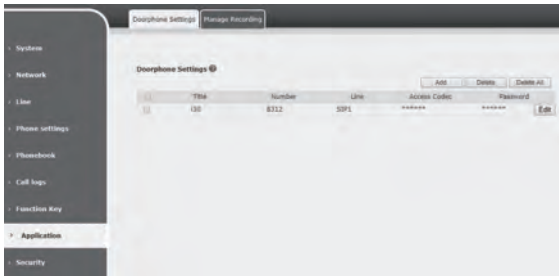 Doorphone Settings Manage Recording
System
Network
Line
Phone settings
Phonebook
Call logs
Function Key
Application
Security
Doorphone Settings
Add Delete Delete All
Title Number Line Access Codec Password
i30 8312 SIP1 ****** ****** Edit